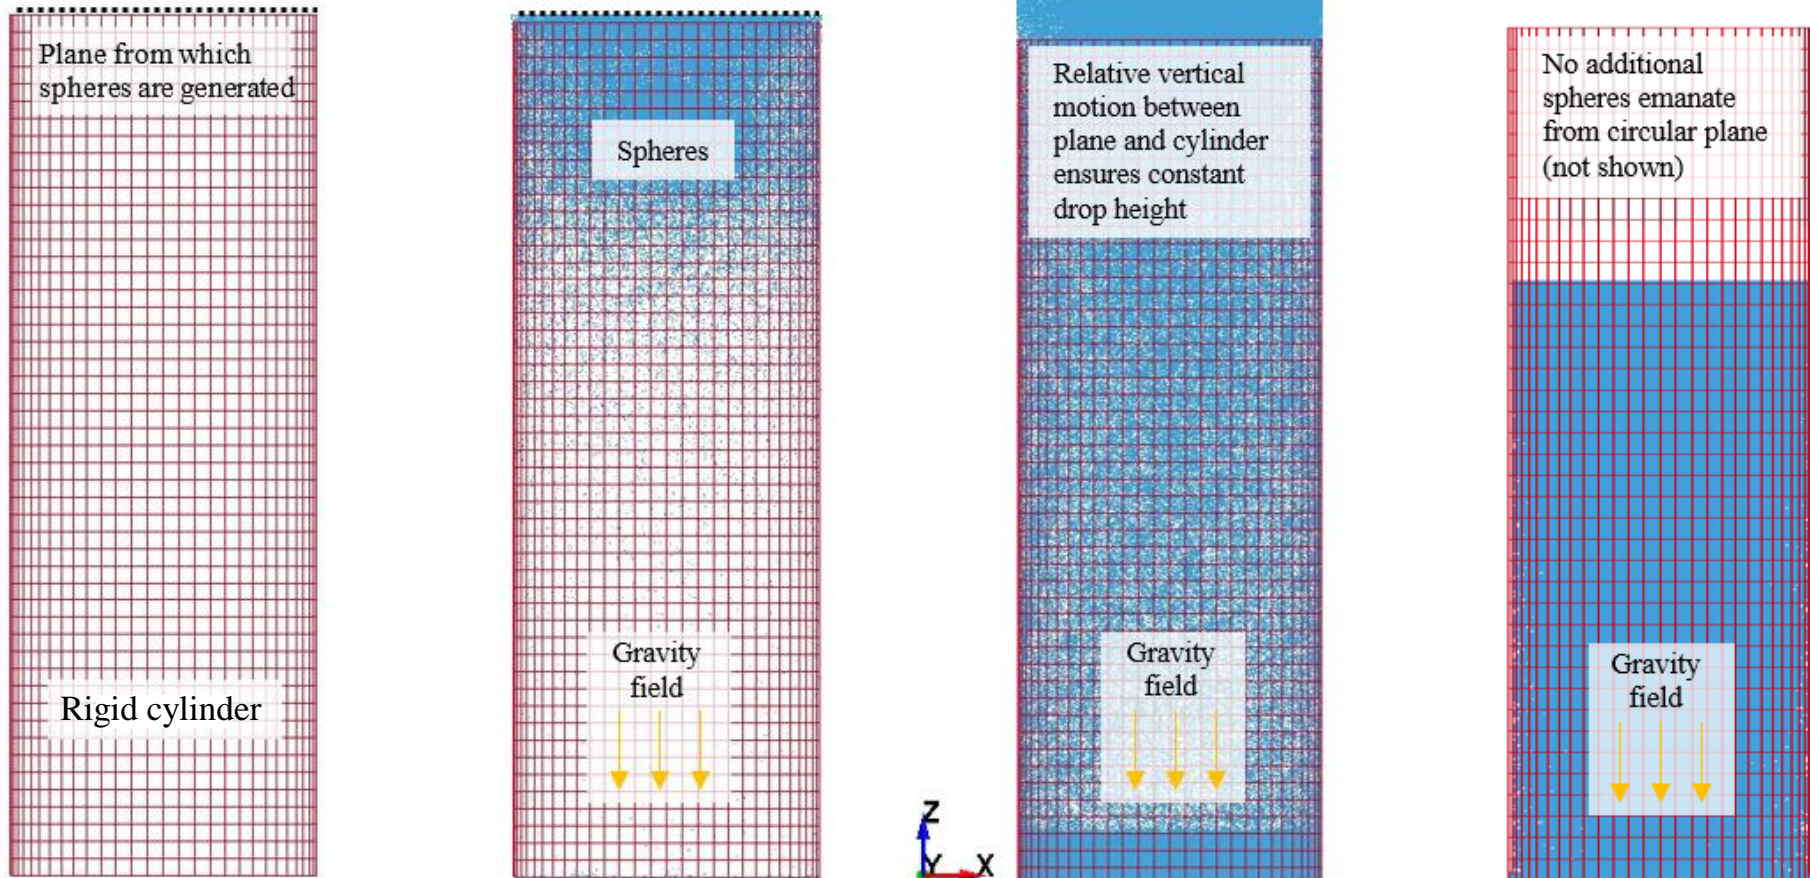 Plane from which
spheres are generated
Rigid cylinder
Spheres
Gravity
field
Relative vertical
motion between
plane and cylinder
ensures constant
drop height
Gravity
field
Z
Y
X
No additional
spheres emanate
from circular plane
(not shown)
Gravity
field